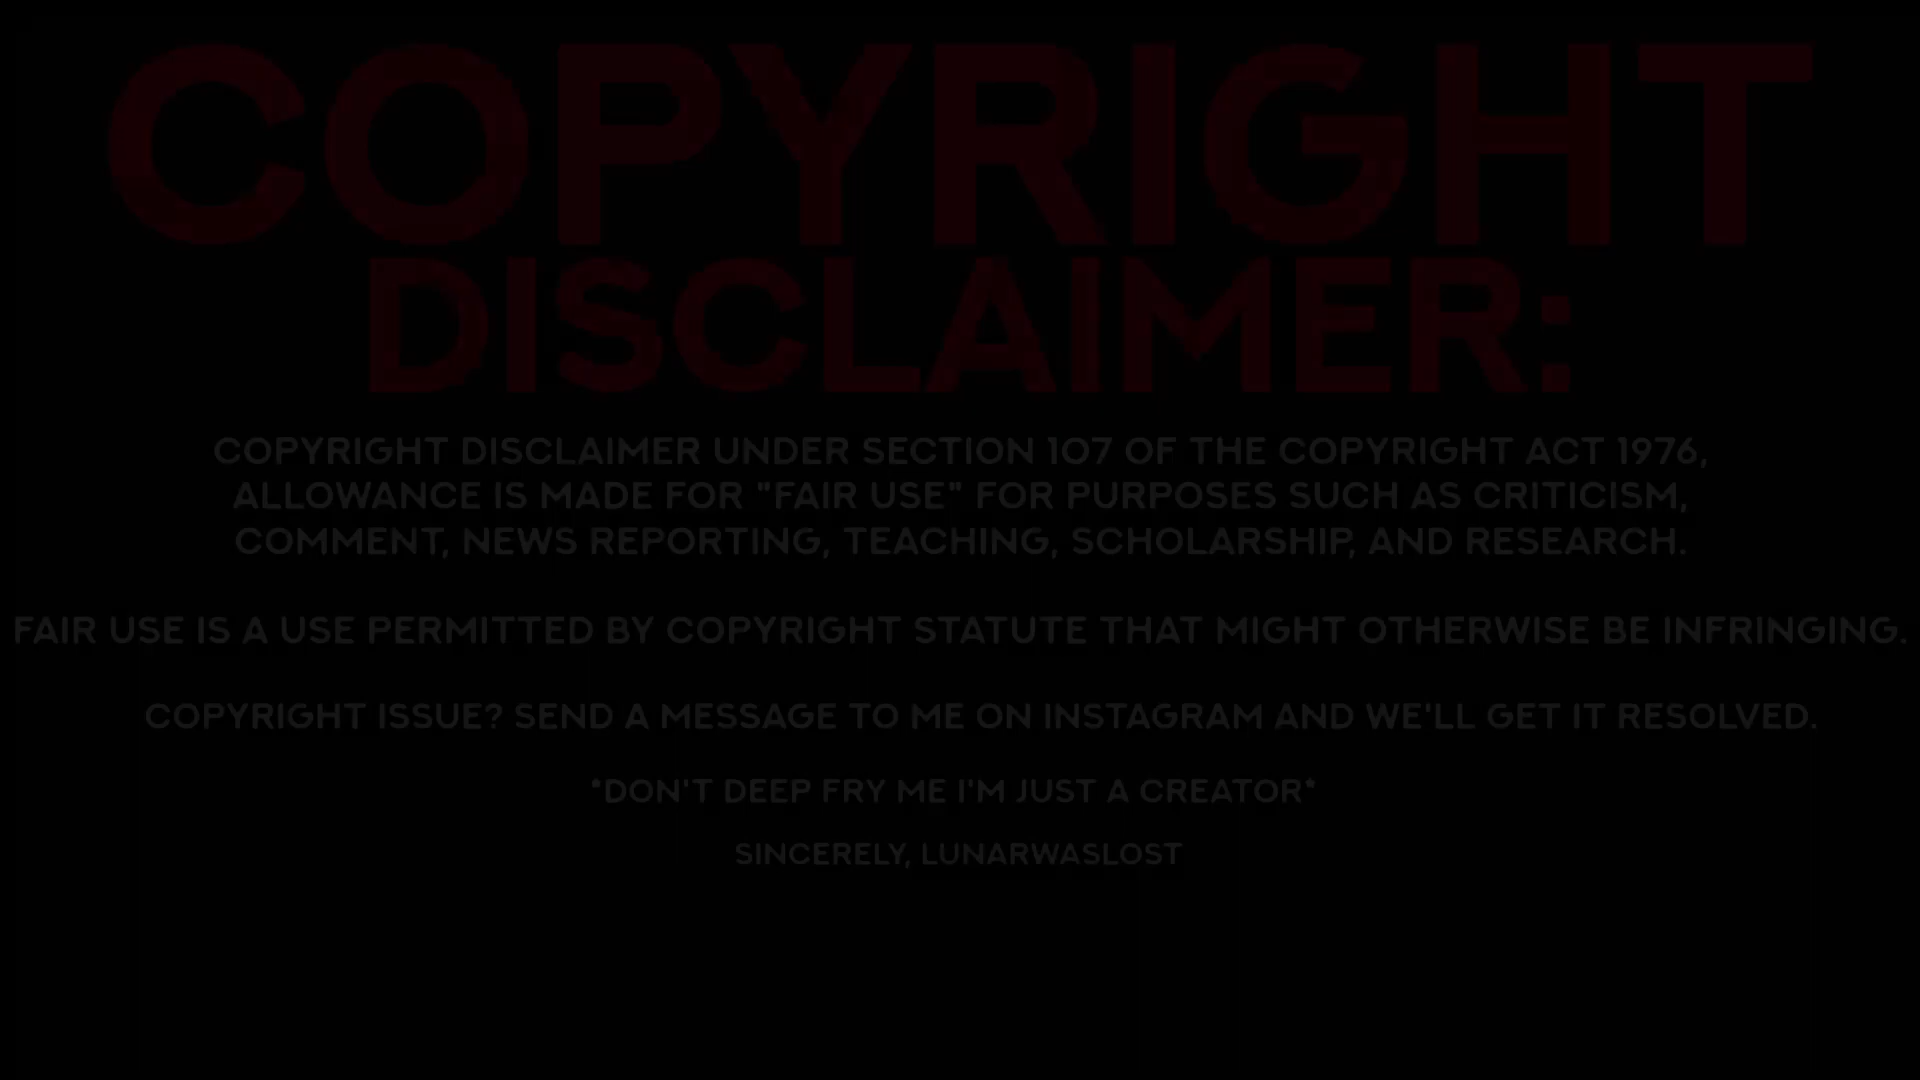 COPYRIGHT
DISCLAIMER:
COPYRIGHT DISCLAIMER UNDER SECTION 107 OF THE COPYRIGHT ACT 1976,
ALLOWANCE IS MADE FOR "FAIR USE" FOR PURPOSES SUCH AS CRITICISM,
COMMENT, NEWS REPORTING, TEACHING, SCHOLARSHIP, AND RESEARCH.
FAIR USE IS A USE PERMITTED BY COPYRIGHT STATUTE THAT MIGHT OTHERWISE BE INFRINGING.
COPYRIGHT ISSUE? SEND A MESSAGE TO ME ON INSTAGRAM AND WE'LL GET IT RESOLVED.
*DON'T DEEP FRY ME I'M JUST A CREATOR*
SINCERELY, LUNARWASLOST